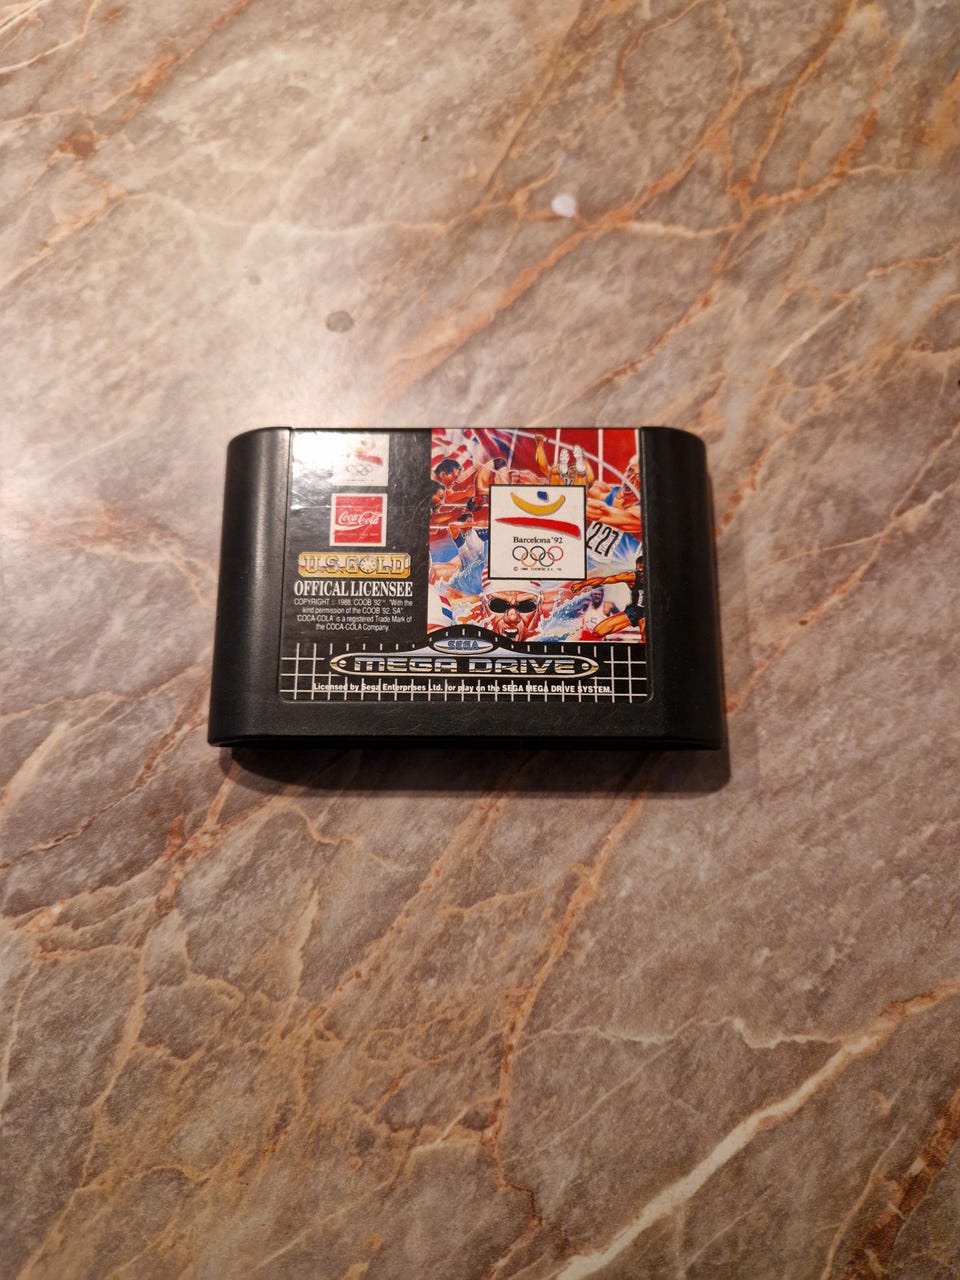 Coca-Cola
U.S. GOLD
OFFICAL LICENSEE
COPYRIGHT © 1988, COOB '92™ "With the
kind permission of the COOB '92, SA"
'COCA-COLA' is a registered Trade Mark of
the COCA-COLA Company.
227
Barcelona '92
SEGA
MEGA DRIVE
Licensed by Sega Enterprises Ltd. for play on the SEGA MEGA DRIVE SYSTEM.